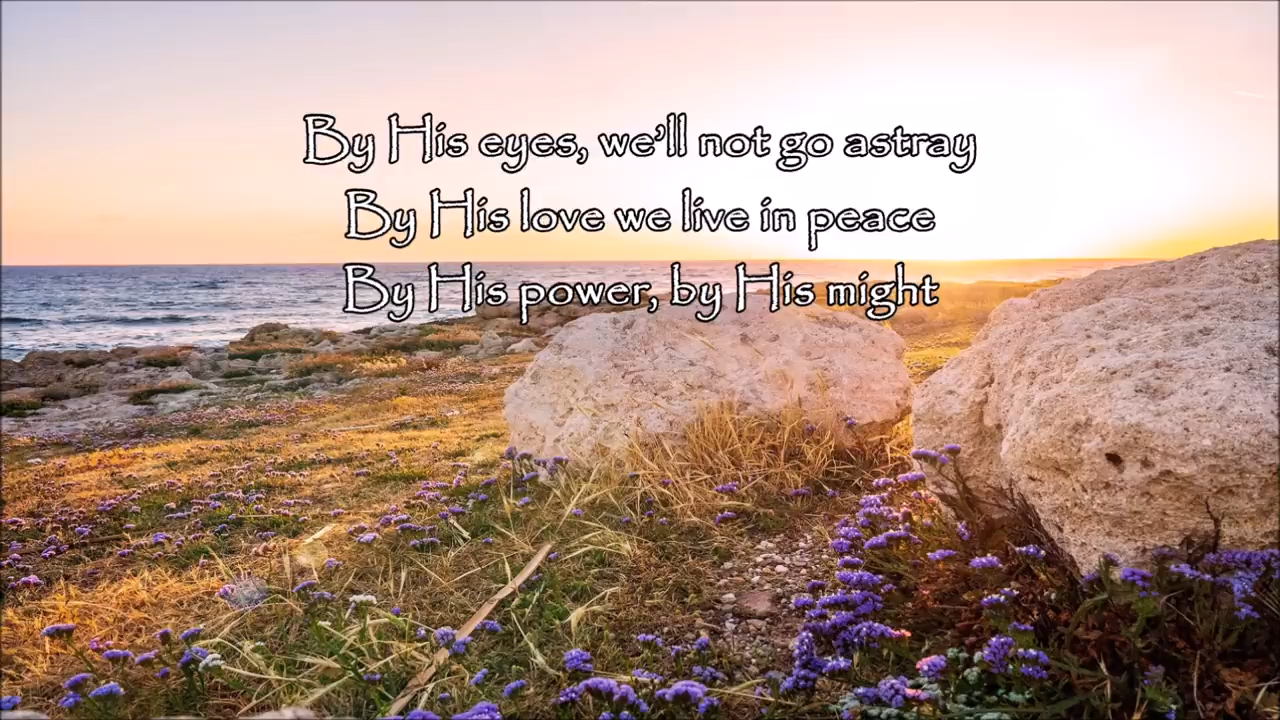 By His eyes, we'll not go astray
By His love we live in peace
By His power, by His might